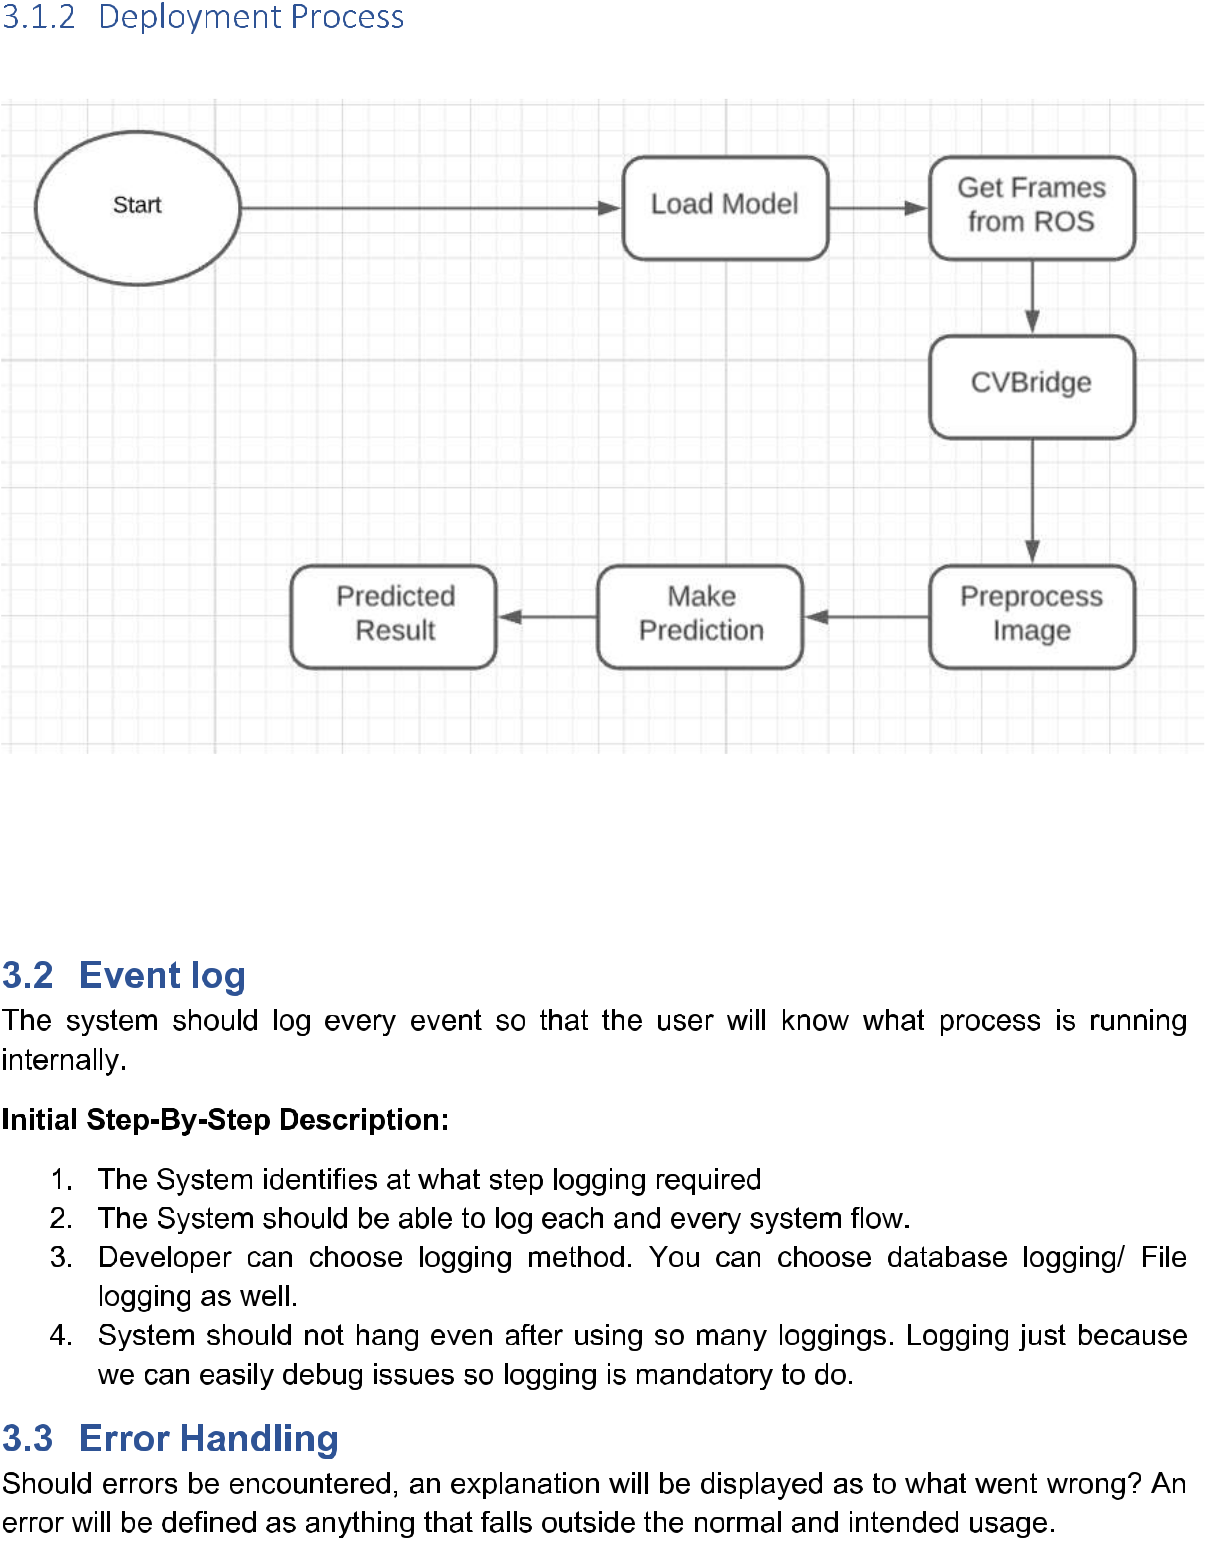 3.1.2 Deployment Process
Start
Load Model
Get Frames
from ROS
CVBridge
Preprocess
Image
Make
Prediction
Predicted
Result
3.2 Event log
The system should log every event so that the user will know what process is running
internally.
Initial Step-By-Step Description:
1. The System identifies at what step logging required
2. The System should be able to log each and every system flow.
3. Developer can choose logging method. You can choose database logging/ File
logging as well.
4. System should not hang even after using so many loggings. Logging just because
we can easily debug issues so logging is mandatory to do.
3.3 Error Handling
Should errors be encountered, an explanation will be displayed as to what went wrong? An
error will be defined as anything that falls outside the normal and intended usage.